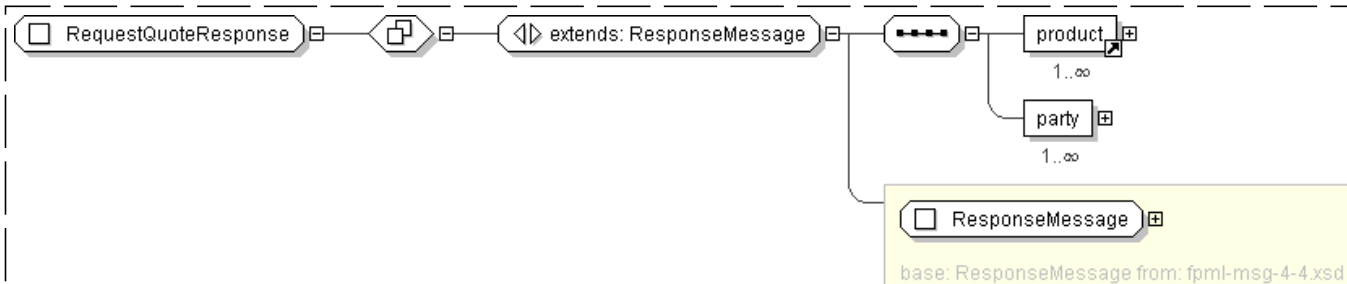 RequestQuoteResponse
extends: ResponseMessage
product
1..∞
party
1..∞
ResponseMessage
base: ResponseMessage from: fpml-msg-4-4.xsd